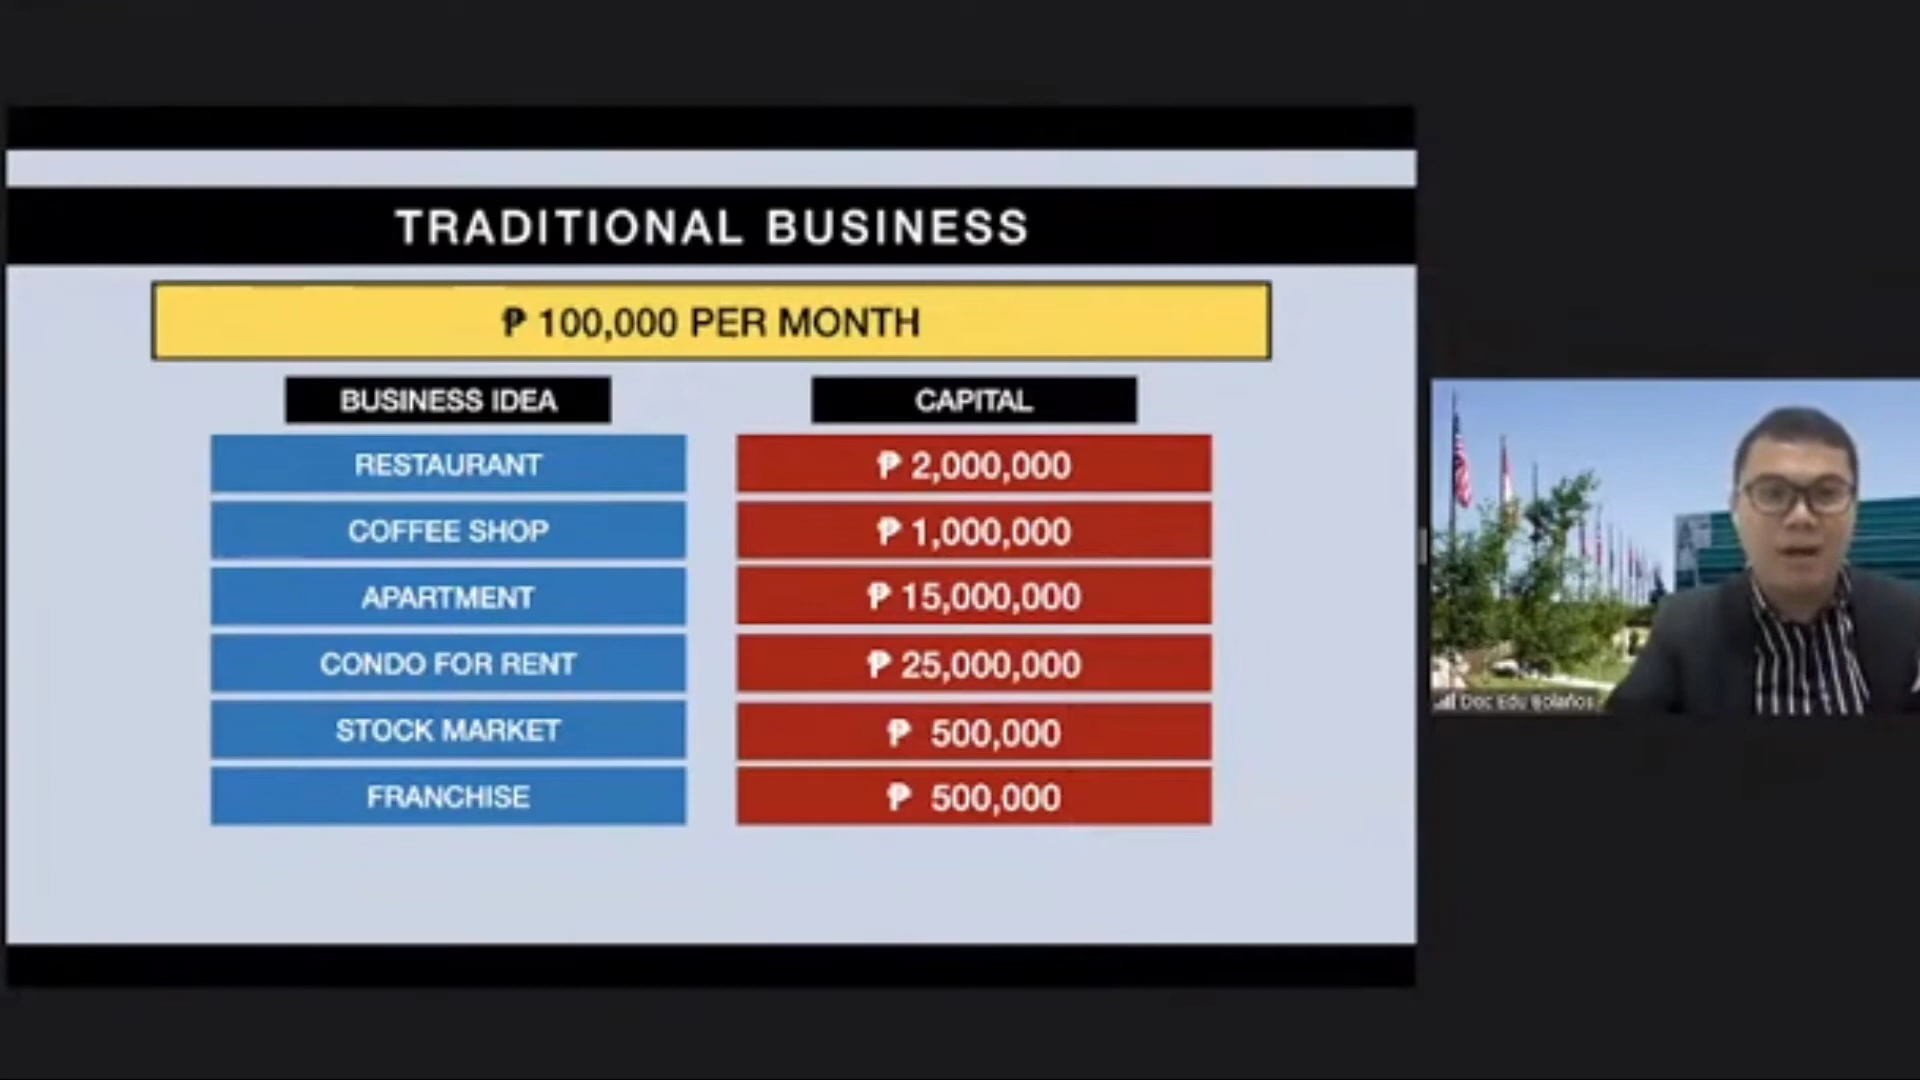 TRADITIONAL BUSINESS
₱ 100,000 PER MONTH
BUSINESS IDEA CAPITAL
RESTAURANT ₱ 2,000,000
COFFEE SHOP ₱ 1,000,000
APARTMENT ₱ 15,000,000
CONDO FOR RENT ₱ 25,000,000
STOCK MARKET ₱ 500,000
FRANCHISE ₱ 500,000
Doc Edu Bolaños